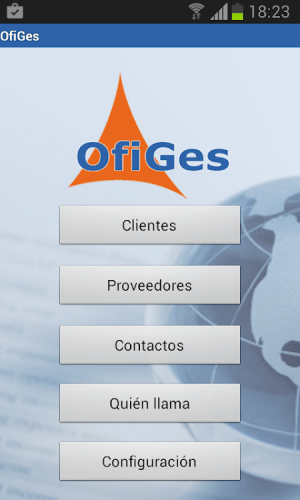 18:23
OfiGes
OfiGes
Clientes
Proveedores
Contactos
Quién llama
Configuración